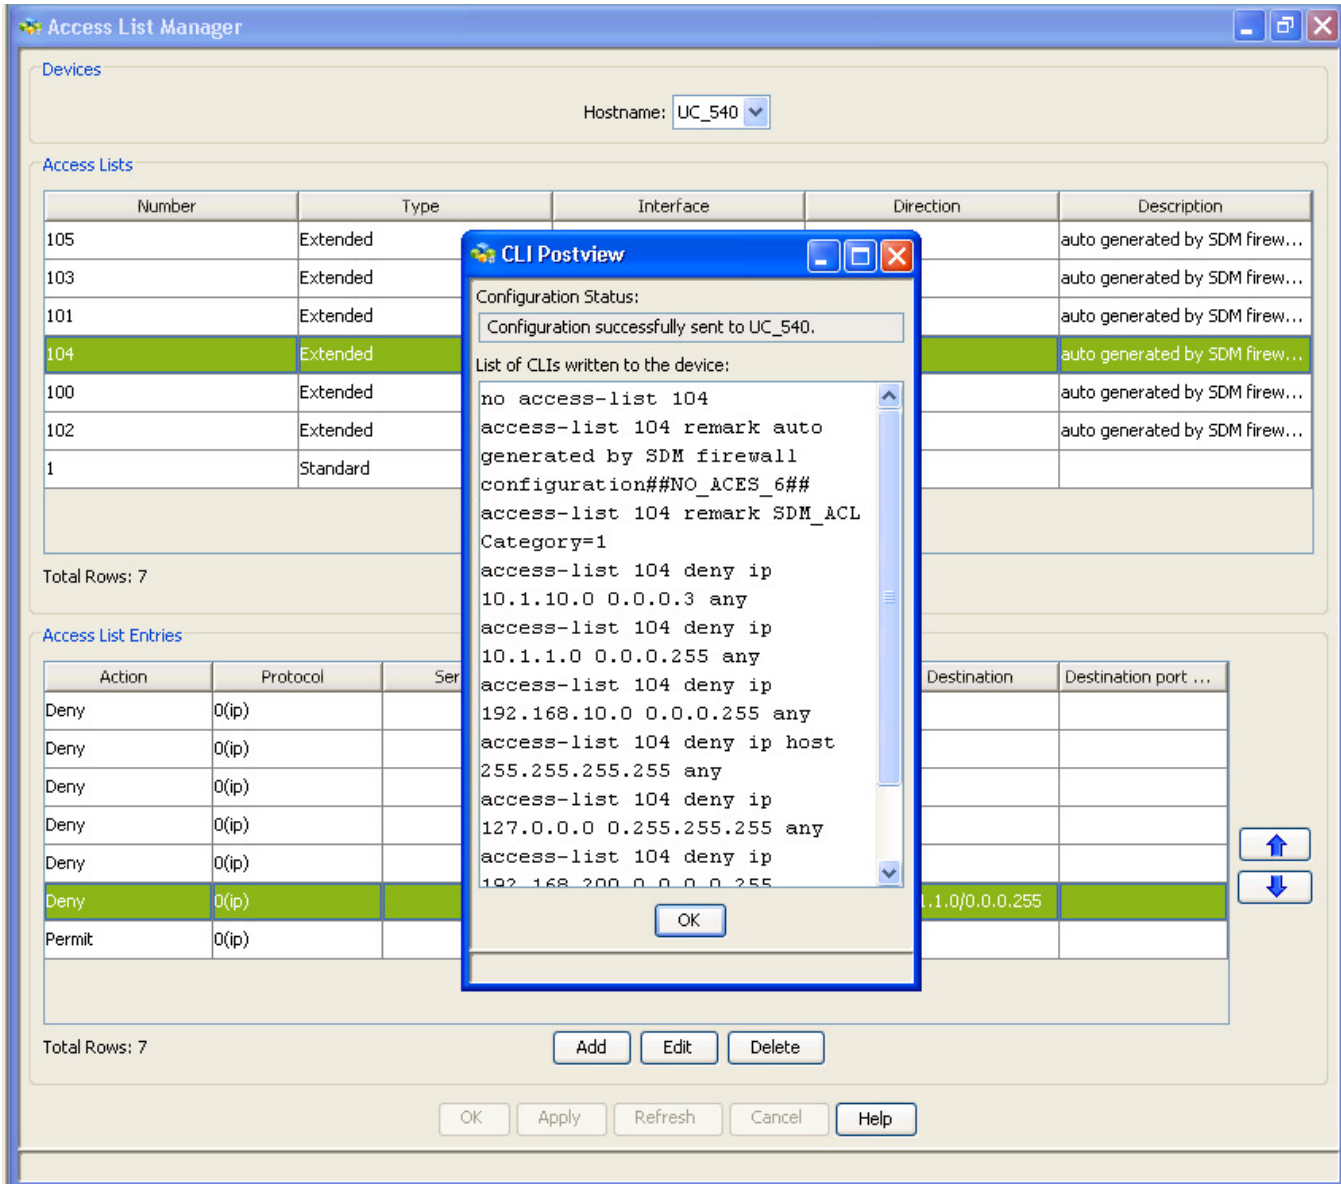 Access List Manager
Devices
Hostname: UC_540
Access Lists
Number Type Interface Direction Description
105 Extended auto generated by SDM firew...
103 Extended auto generated by SDM firew...
101 Extended auto generated by SDM firew...
104 Extended auto generated by SDM firew...
100 Extended auto generated by SDM firew...
102 Extended auto generated by SDM firew...
1 Standard
Total Rows: 7
CLI Postview
Configuration Status:
Configuration successfully sent to UC_540.
List of CLIs written to the device:
no access-list 104
access-list 104 remark auto
generated by SDM firewall
configuration##NO_ACES_6##
access-list 104 remark SDM_ACL
Category=1
access-list 104 deny ip
10.1.10.0 0.0.0.3 any
access-list 104 deny ip
10.1.1.0 0.0.0.255 any
access-list 104 deny ip
192.168.10.0 0.0.0.255 any
access-list 104 deny ip host
255.255.255.255 any
access-list 104 deny ip
127.0.0.0 0.255.255.255 any
access-list 104 deny ip
192.168.200.0 0.0.0.255
OK
Access List Entries
Action Protocol Ser Destination Destination port ...
Deny 0(ip)
Deny 0(ip)
Deny 0(ip)
Deny 0(ip)
Deny 0(ip)
Deny 0(ip) .1.0/0.0.0.255
Permit 0(ip)
Total Rows: 7
Add Edit Delete
OK Apply Refresh Cancel Help